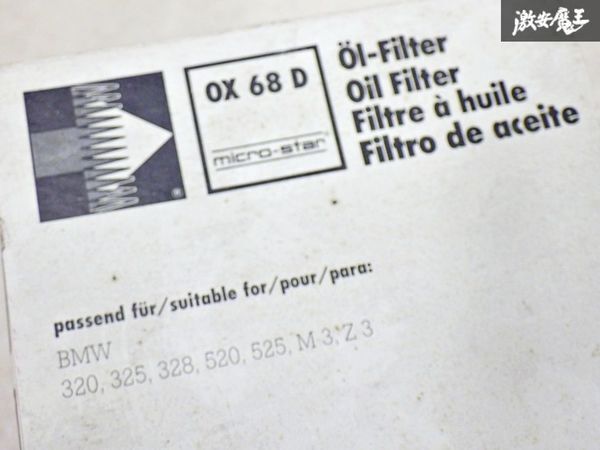 激安魔王
OX 68 D
micro-star
®
Öl-Filter
Oil Filter
Filtre à huile
Filtro de aceite
passend für/suitable for/pour/para:
BMW
320, 325, 328, 520, 525, M 3, Z 3